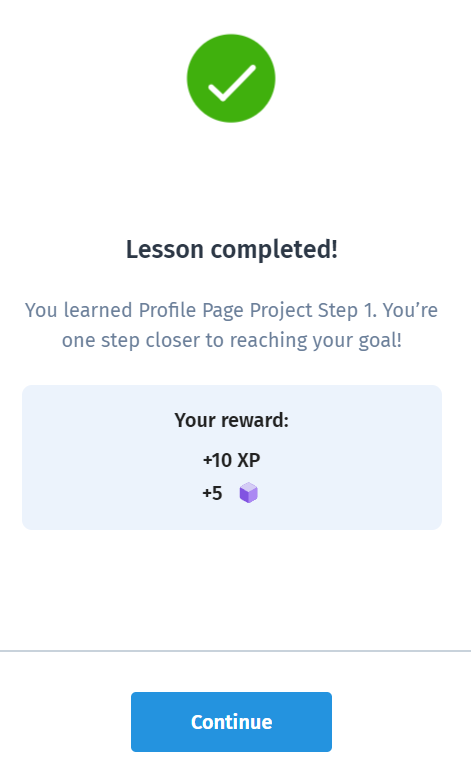 Lesson completed!
You learned Profile Page Project Step 1. You’re
one step closer to reaching your goal!
Your reward:
+10 XP
+5
Continue